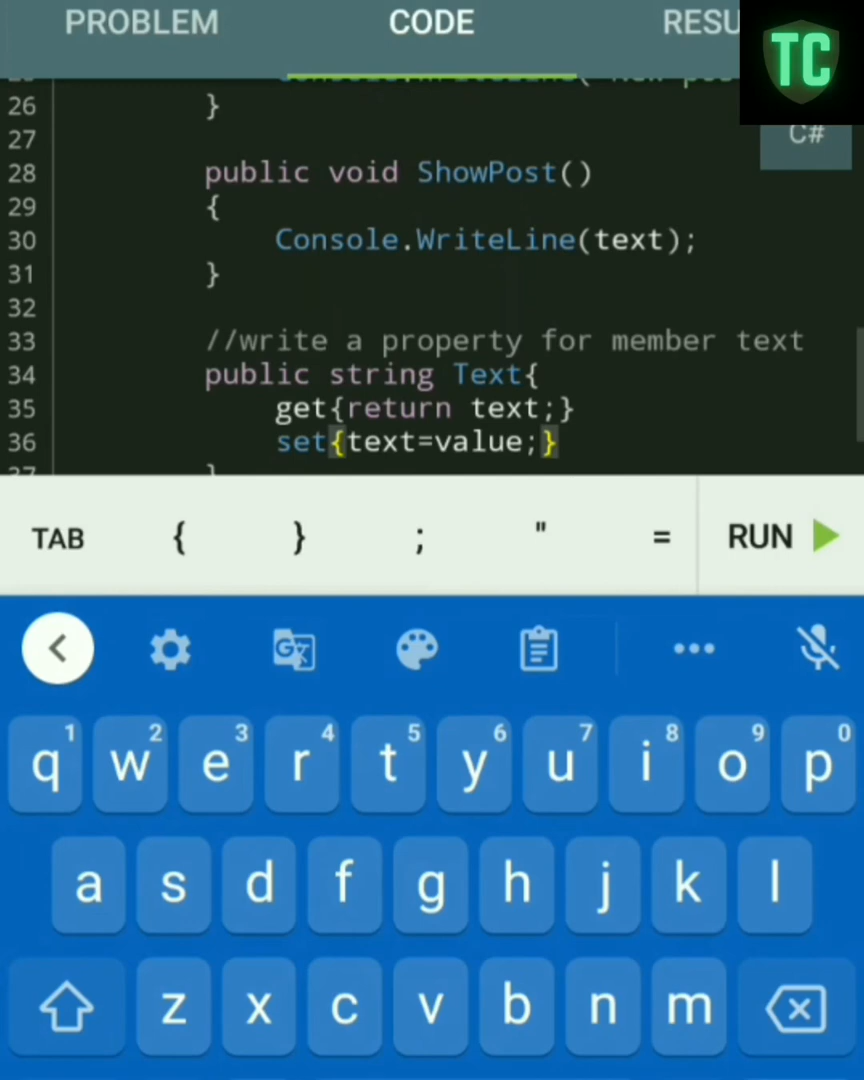 PROBLEM CODE RESU
TC
C#
26 }
27
28 public void ShowPost()
29 {
30 Console.WriteLine(text);
31 }
32
33 //write a property for member text
34 public string Text{
35 get{return text;}
36 set{text=value;}
37 }
TAB { } ; " = RUN
1 2 3 4 5 6 7 8 9 0
q w e r t y u i o p
a s d f g h j k l
z x c v b n m